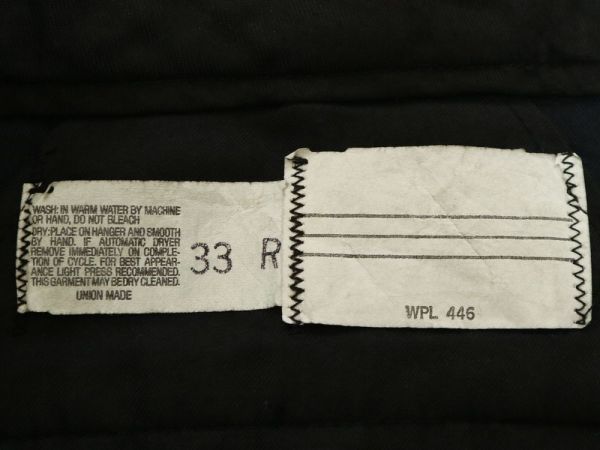 WASH: IN WARM WATER BY MACHINE
OR HAND, DO NOT BLEACH
DRY: PLACE ON HANGER AND SMOOTH
BY HAND. IF AUTOMATIC DRYER
REMOVE IMMEDIATELY ON COMPLE-
TION OF CYCLE. FOR BEST APPEAR-
ANCE LIGHT PRESS RECOMMENDED.
THIS GARMENT MAY BE DRY CLEANED.
UNION MADE
33 R
WPL 446